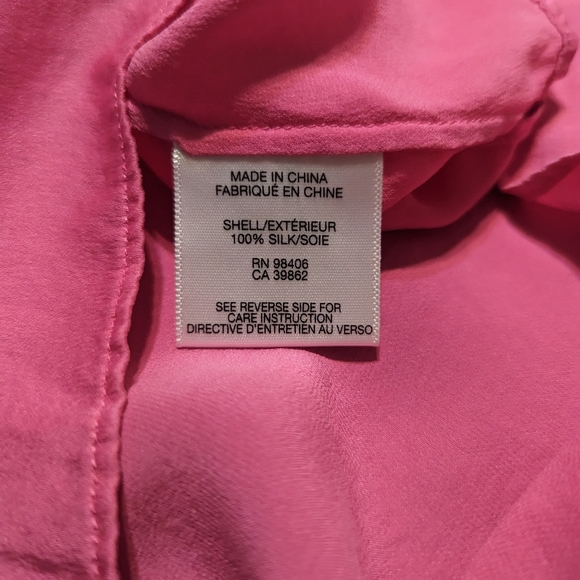 MADE IN CHINA
FABRIQUÉ EN CHINE
SHELL/EXTÉRIEUR
100% SILK/SOIE
RN 98406
CA 39862
SEE REVERSE SIDE FOR
CARE INSTRUCTION
DIRECTIVE D'ENTRETIEN AU VERSO